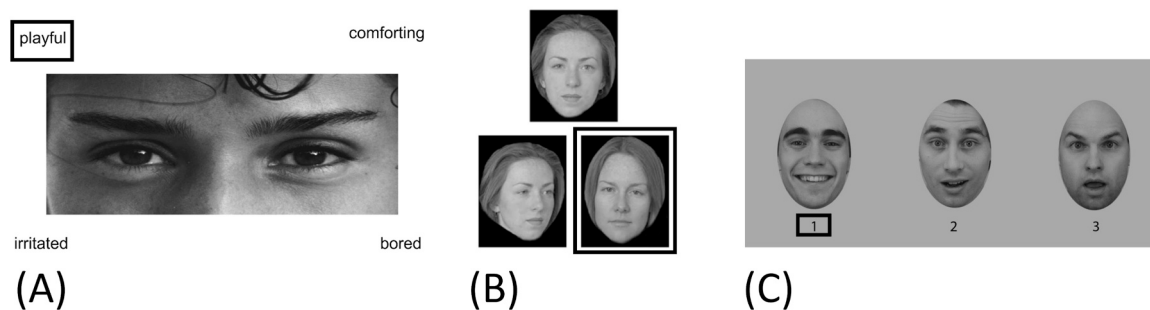 playful
comforting
irritated
bored
(A)
(B)
1
2
3
(C)